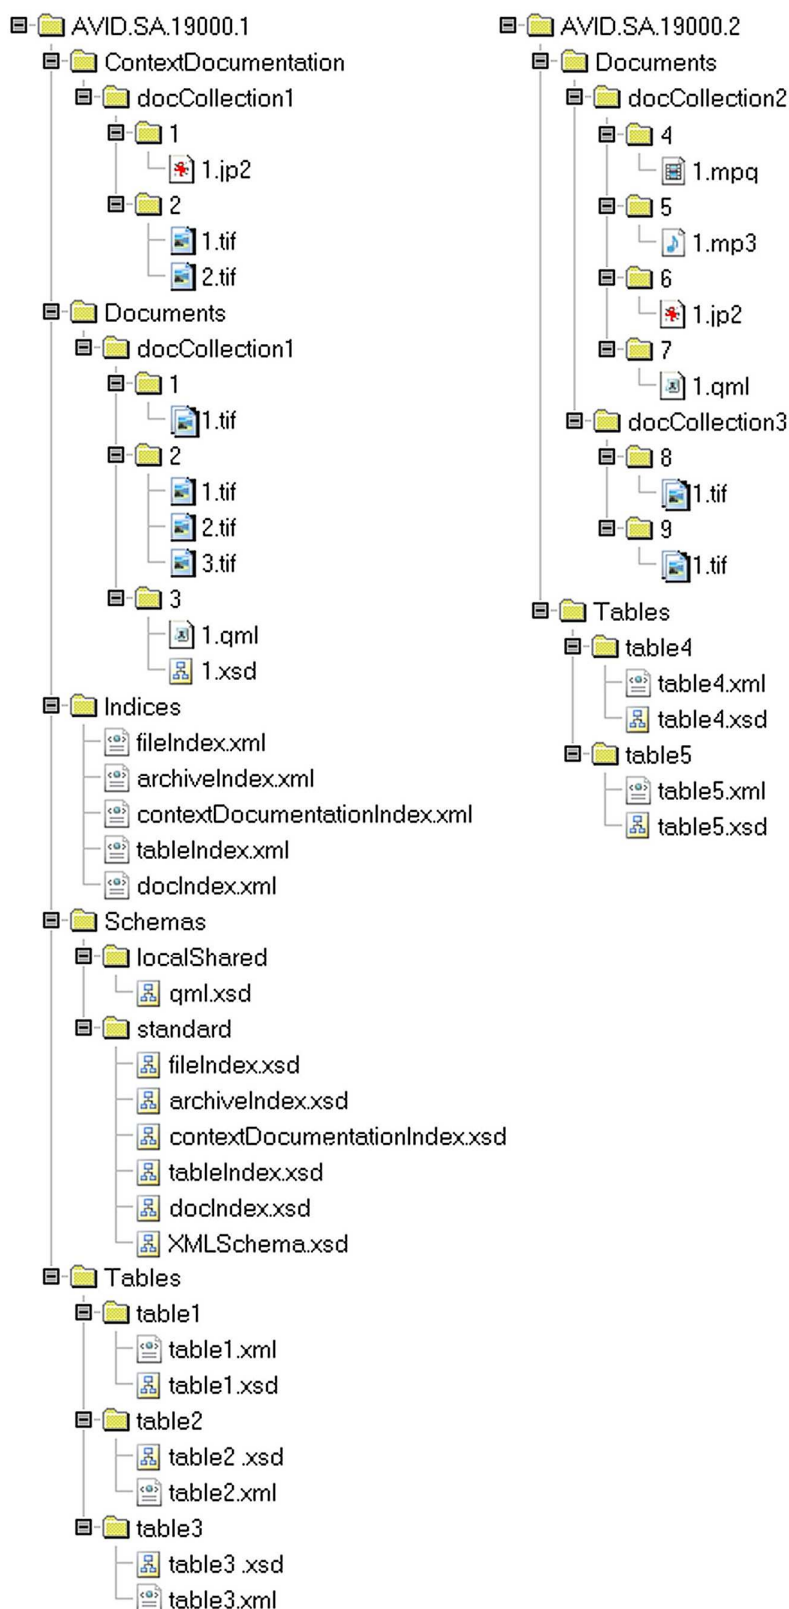 AVID.SA.19000.1
ContextDocumentation
docCollection1
1
1.jp2
2
1.tif
2.tif
Documents
docCollection1
1
1.tif
2
1.tif
2.tif
3.tif
3
1.gml
1.xsd
Indices
fileIndex.xml
archiveIndex.xml
contextDocumentationIndex.xml
tableIndex.xml
docIndex.xml
Schemas
localShared
gml.xsd
standard
fileIndex.xsd
archiveIndex.xsd
contextDocumentationIndex.xsd
tableIndex.xsd
docIndex.xsd
XMLSchema.xsd
Tables
table1
table1.xml
table1.xsd
table2
table2 .xsd
table2.xml
table3
table3 .xsd
table3.xml
AVID.SA.19000.2
Documents
docCollection2
4
1.mpg
5
1.mp3
6
1.jp2
7
1.gml
docCollection3
8
1.tif
9
1.tif
Tables
table4
table4.xml
table4.xsd
table5
table5.xml
table5.xsd